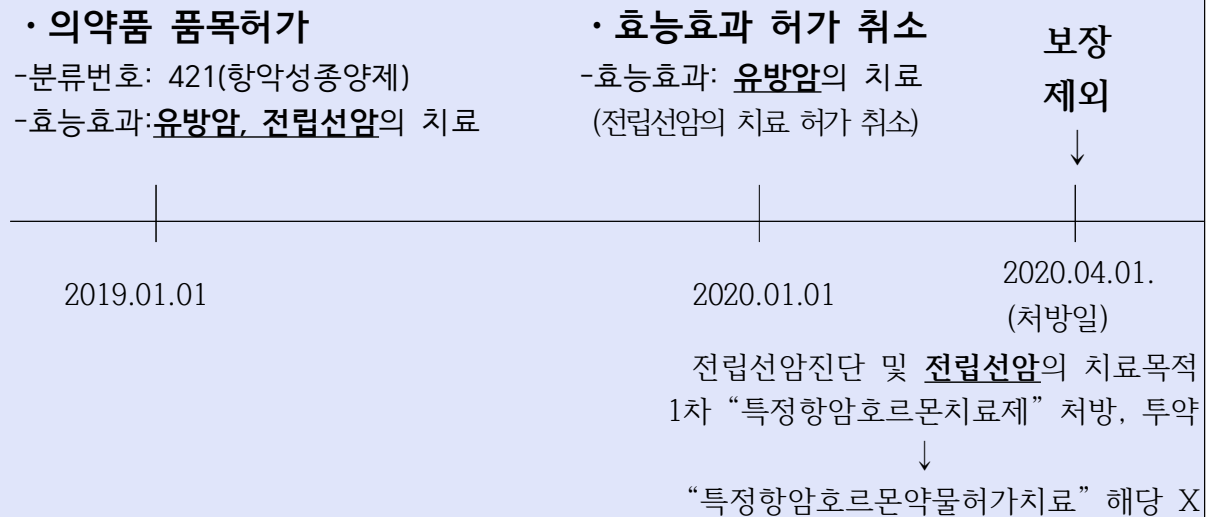 ・의약품 품목허가
-분류번호: 421(항악성종양제)
-효능효과:유방암, 전립선암의 치료
・효능효과 허가 취소
-효능효과: 유방암의 치료
(전립선암의 치료 허가 취소)
보장
제외
↓
2019.01.01
2020.01.01
2020.04.01.
(처방일)
전립선암진단 및 전립선암의 치료목적
1차 “특정항암호르몬치료제” 처방, 투약
↓
“특정항암호르몬약물허가치료” 해당 X